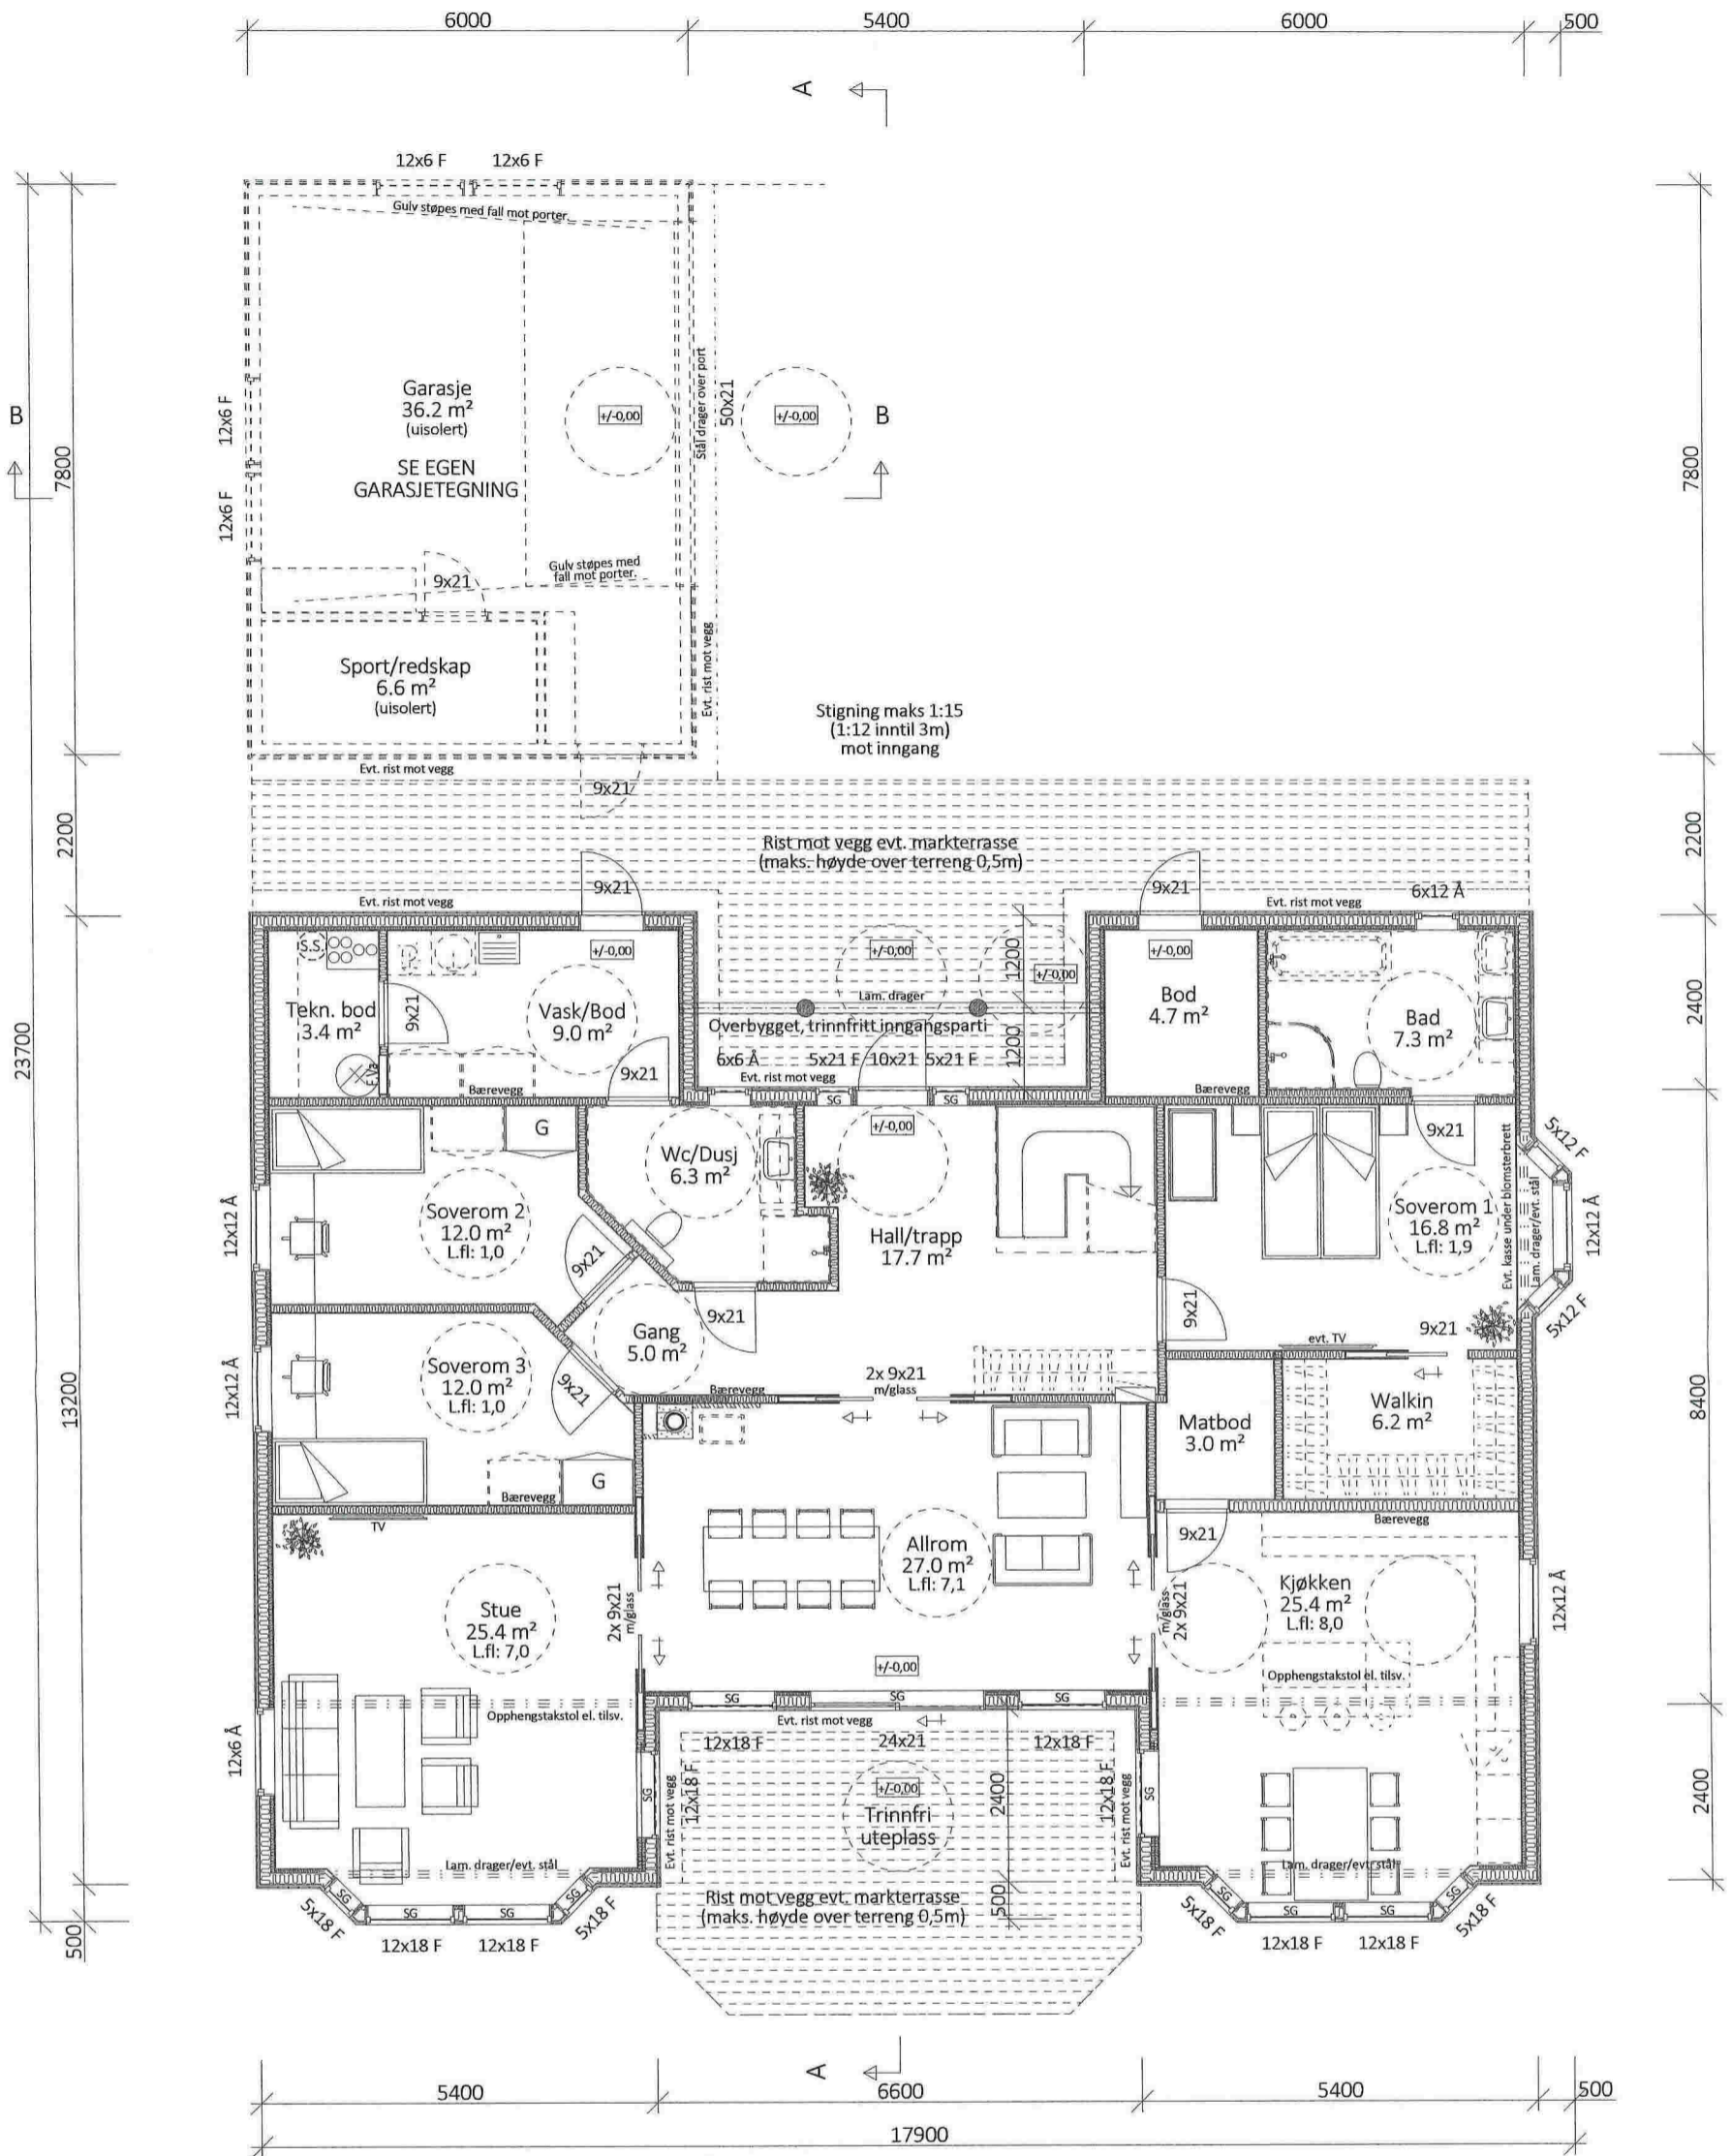 6000
5400
6000
500
A
12x6 F
12x6 F
Gulv støpes med fall mot porter.
Garasje
36.2 m²
(uisolert)
SE EGEN
GARASJETEGNING
+/-0,00
Stål drager over port
50x21
+/-0,00
B
B
12x6 F
12x6 F
7800
7800
9x21
Gulv støpes med
fall mot porter.
Sport/redskap
6.6 m²
(uisolert)
Evt. rist mot vegg
Stigning maks 1:15
(1:12 inntil 3m)
mot inngang
Evt. rist mot vegg
9x21
2200
2200
Rist mot vegg evt. markterrasse
(maks. høyde over terreng 0,5m)
Evt. rist mot vegg
9x21
9x21
Evt. rist mot vegg
6x12 Å
S.S.
+/-0,00
+/-0,00
1200
+/-0,00
+/-0,00
Tekn. bod
3.4 m²
9x21
Vask/Bod
9.0 m²
Lam. drager
Overbygget, trinnfritt inngangsparti
1200
Bod
4.7 m²
Bad
7.3 m²
2400
23700
6x6 Å
5x21 F
10x21
5x21 F
Evt. rist mot vegg
9x21
Bærevegg
Bærevegg
SG
SG
G
+/-0,00
9x21
5x12 F
Wc/Dusj
6.3 m²
Soverom 2
12.0 m²
L.fl: 1,0
12x12 Å
9x21
Hall/trapp
17.7 m²
Soverom 1
16.8 m²
L.fl: 1,9
Evt. kasse under blomsterbrett
Lam. drager/evt. stål
12x12 Å
5x12 F
9x21
9x21
9x21
evt. TV
Gang
5.0 m²
Soverom 3
12.0 m²
L.fl: 1,0
12x12 Å
9x21
Bærevegg
2x 9x21
m/glass
Walkin
6.2 m²
Matbod
3.0 m²
8400
13200
G
Bærevegg
TV
Bærevegg
9x21
Allrom
27.0 m²
L.fl: 7,1
Kjøkken
25.4 m²
L.fl: 8,0
12x12 Å
Stue
25.4 m²
L.fl: 7,0
2x 9x21
m/glass
m/glass
2x 9x21
+/-0,00
Opphengstakstol el. tilsv.
SG
SG
SG
Opphengstakstol el. tilsv.
Evt. rist mot vegg
12x18 F
24x21
12x18 F
12x6 Å
SG
Evt. rist mot vegg
12x18 F
+/-0,00
Trinnfri
uteplass
2400
12x18 F
Evt. rist mot vegg
SG
2400
Lam. drager/evt. stål
Lam. drager/evt. stål
Rist mot vegg evt. markterrasse
(maks. høyde over terreng 0,5m)
500
SG
SG
SG
SG
SG
SG
SG
SG
5x18 F
12x18 F
12x18 F
5x18 F
5x18 F
12x18 F
12x18 F
5x18 F
500
A
5400
6600
5400
500
17900